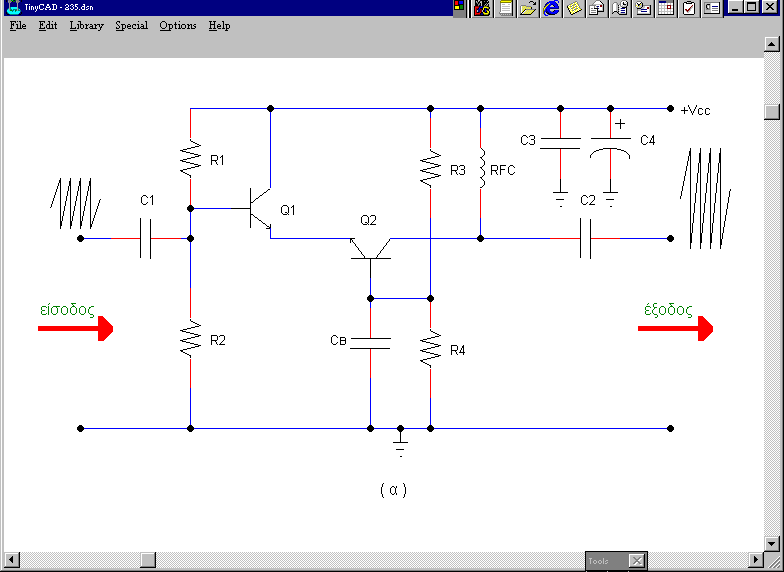 TinyCAD - 235.dsn
File Edit Library Special Options Help
+Vcc
+
C3
C4
R1
R3
RFC
C1
C2
Q1
Q2
είσοδος
έξοδος
R2
CB
R4
( α )
Tools